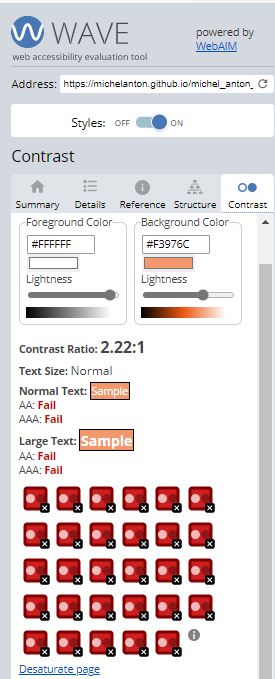 WAVE
web accessibility evaluation tool
powered by
WebAIM
Address: https://michelanton.github.io/michel_anton_
Styles: OFF ON
Contrast
Summary Details Reference Structure Contrast
Foreground Color Background Color
#FFFFFF #F3976C
Lightness Lightness
Contrast Ratio: 2.22:1
Text Size: Normal
Normal Text: Sample
AA: Fail
AAA: Fail
Large Text: Sample
AA: Fail
AAA: Fail
Desaturate page